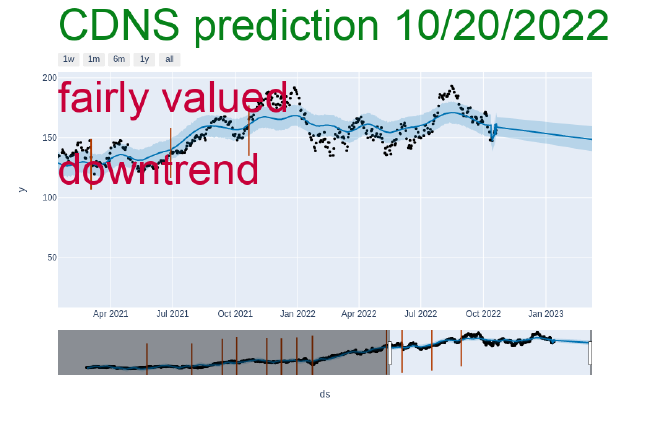 CDNS prediction 10/20/2022
1w 1m 6m 1y all
fairly valued
downtrend
200
150
100
50
y
Apr 2021 Jul 2021 Oct 2021 Jan 2022 Apr 2022 Jul 2022 Oct 2022 Jan 2023
ds